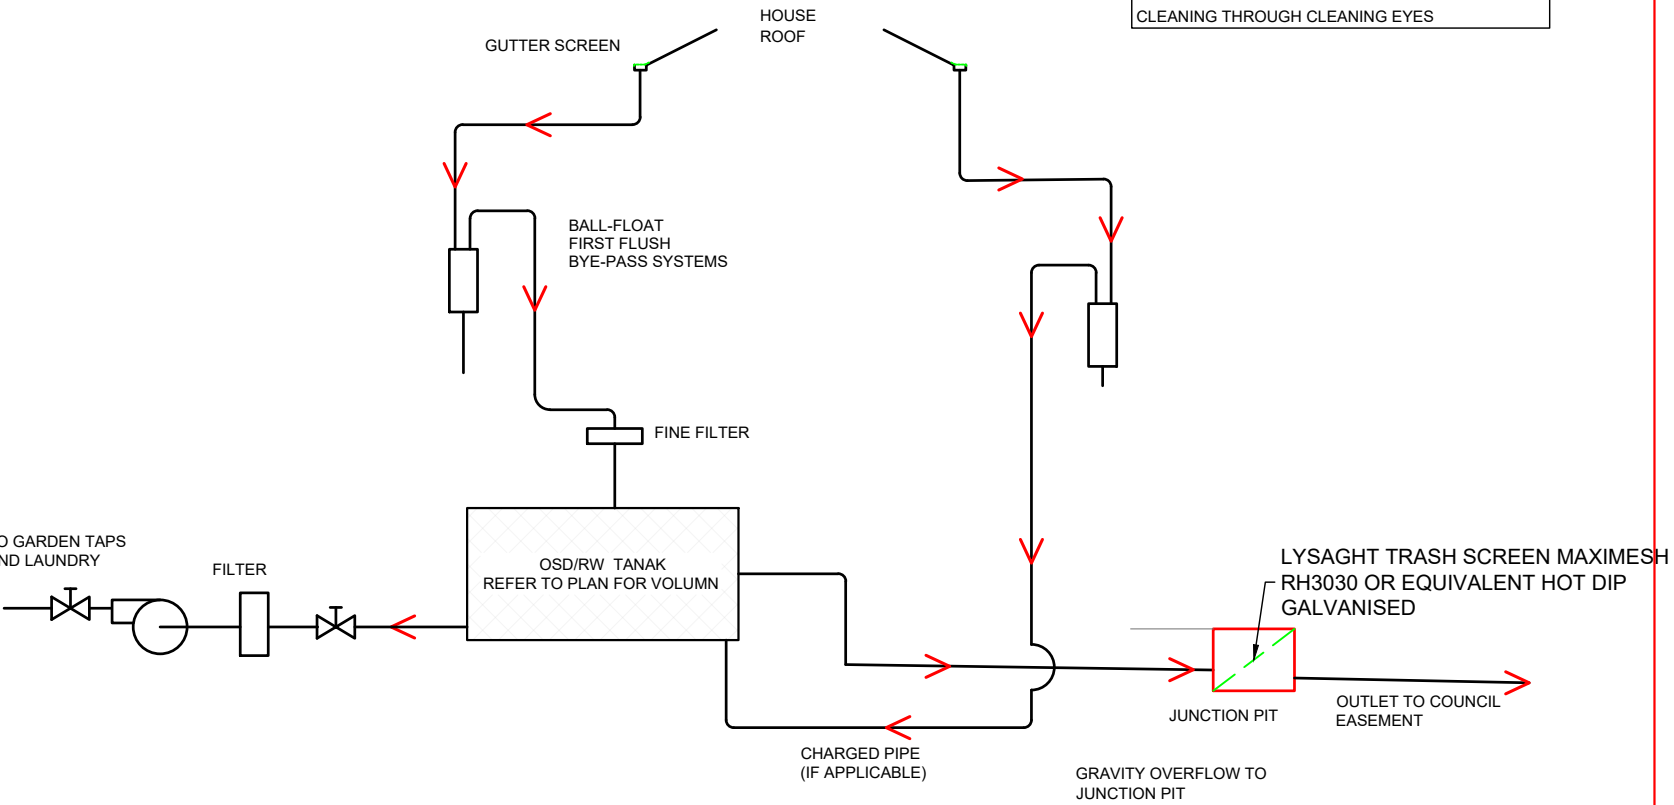 CLEANING THROUGH CLEANING EYES
HOUSE
ROOF
GUTTER SCREEN
BALL-FLOAT
FIRST FLUSH
BYE-PASS SYSTEMS
FINE FILTER
O GARDEN TAPS
ND LAUNDRY
FILTER
OSD/RW TANAK
REFER TO PLAN FOR VOLUMN
LYSAGHT TRASH SCREEN MAXIMESH
RH3030 OR EQUIVALENT HOT DIP
GALVANISED
JUNCTION PIT
OUTLET TO COUNCIL
EASEMENT
CHARGED PIPE
(IF APPLICABLE)
GRAVITY OVERFLOW TO
JUNCTION PIT